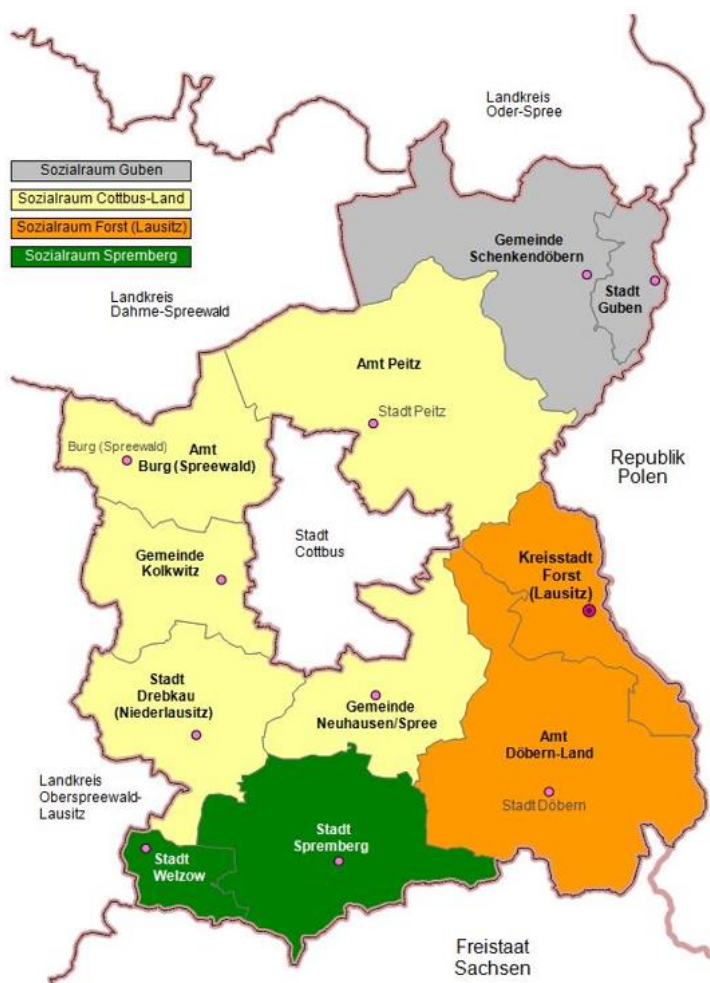 Landkreis
Oder-Spree
Sozialraum Guben
Sozialraum Cottbus-Land
Sozialraum Forst (Lausitz)
Sozialraum Spremberg
Gemeinde
Schenkendöbern
Stadt
Guben
Landkreis
Dahme-Spreewald
Amt Peitz
Stadt Peitz
Burg (Spreewald)
Amt
Burg (Spreewald)
Republik
Polen
Stadt
Cottbus
Gemeinde
Kolkwitz
Kreisstadt
Forst
(Lausitz)
Stadt
Drebkau
(Niederlausitz)
Gemeinde
Neuhausen/Spree
Amt
Döbern-Land
Stadt Döbern
Landkreis
Oberspreewald-
Lausitz
Stadt
Spremberg
Stadt
Welzow
Freistaat
Sachsen